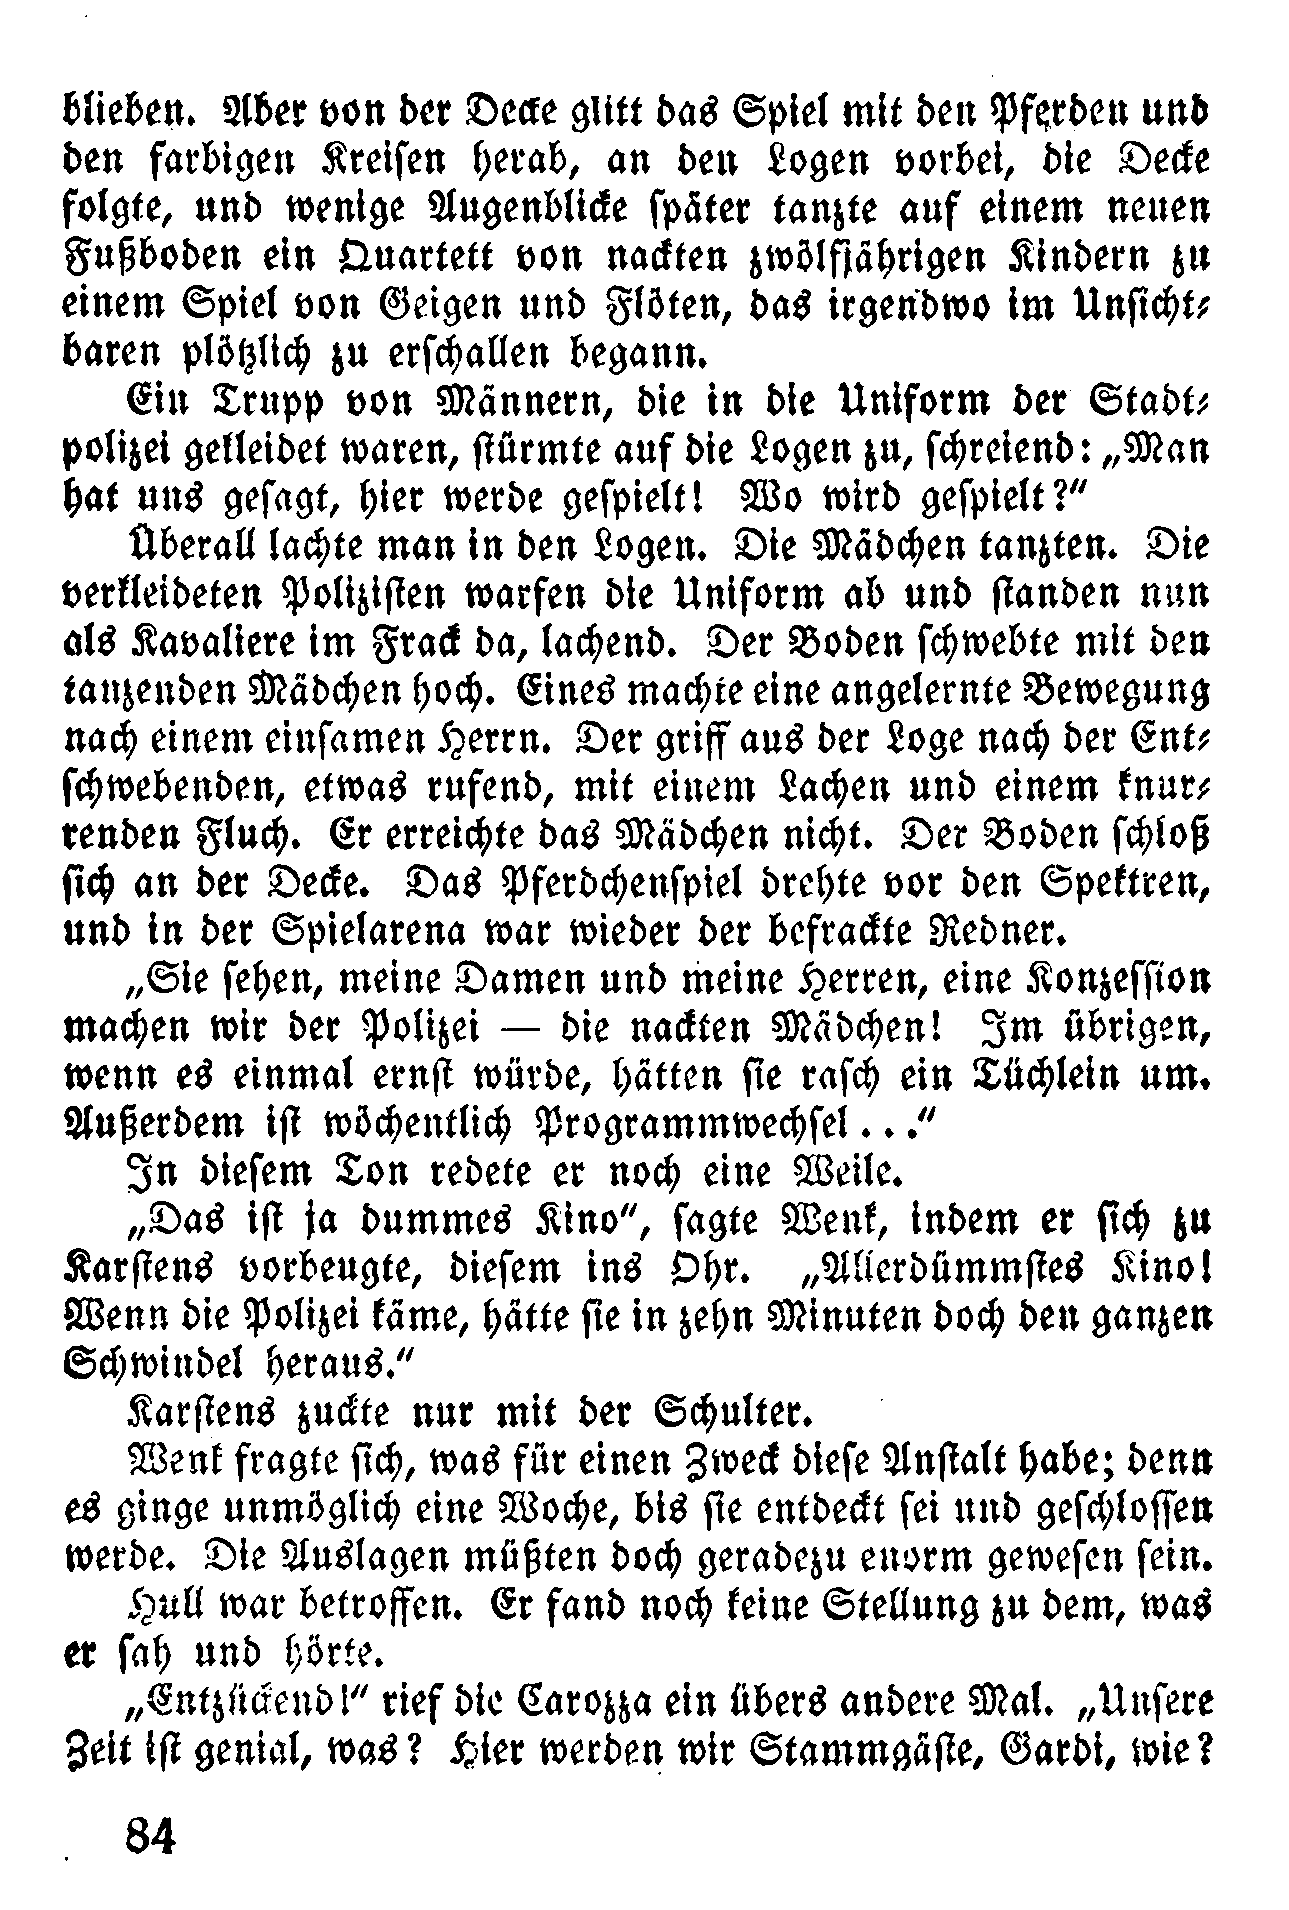 blieben. Aber von der Decke glitt das Spiel mit den Pferden und
den farbigen Kreisen herab, an den Logen vorbei, die Decke
folgte, und wenige Augenblicke später tanzte auf einem neuen
Fußboden ein Quartett von nackten zwölfjährigen Kindern zu
einem Spiel von Geigen und Flöten, das irgendwo im Unsicht-
baren plötzlich zu erschallen begann.
Ein Trupp von Männern, die in die Uniform der Stadt-
polizei gekleidet waren, stürmte auf die Logen zu, schreiend: „Man
hat uns gesagt, hier werde gespielt! Wo wird gespielt?“
Überall lachte man in den Logen. Die Mädchen tanzten. Die
verkleideten Polizisten warfen die Uniform ab und standen nun
als Kavaliere im Frack da, lachend. Der Boden schwebte mit den
tanzenden Mädchen hoch. Eines machte eine angelernte Bewegung
nach einem einsamen Herrn. Der griff aus der Loge nach der Ent-
schwebenden, etwas rufend, mit einem Lachen und einem knur-
renden Fluch. Er erreichte das Mädchen nicht. Der Boden schloß
sich an der Decke. Das Pferdchenspiel drehte vor den Spektren,
und in der Spielarena war wieder der befrackte Redner.
„Sie sehen, meine Damen und meine Herren, eine Konzession
machen wir der Polizei — die nackten Mädchen! Im übrigen,
wenn es einmal ernst würde, hätten sie rasch ein Tüchlein um.
Außerdem ist wöchentlich Programmwechsel . . .“
In diesem Ton redete er noch eine Weile.
„Das ist ja dummes Kino“, sagte Wenk, indem er sich zu
Karstens vorbeugte, diesem ins Ohr. „Allerdümmstes Kino!
Wenn die Polizei käme, hätte sie in zehn Minuten doch den ganzen
Schwindel heraus.“
Karstens zuckte nur mit der Schulter.
Wenk fragte sich, was für einen Zweck diese Anstalt habe; denn
es ginge unmöglich eine Woche, bis sie entdeckt sei und geschlossen
werde. Die Auslagen müßten doch geradezu enorm gewesen sein.
Hull war betroffen. Er fand noch keine Stellung zu dem, was
er sah und hörte.
„Entzückend!“ rief die Carozza ein übers andere Mal. „Unsere
Zeit ist genial, was? Hier werden wir Stammgäste, Gardi, wie?
84